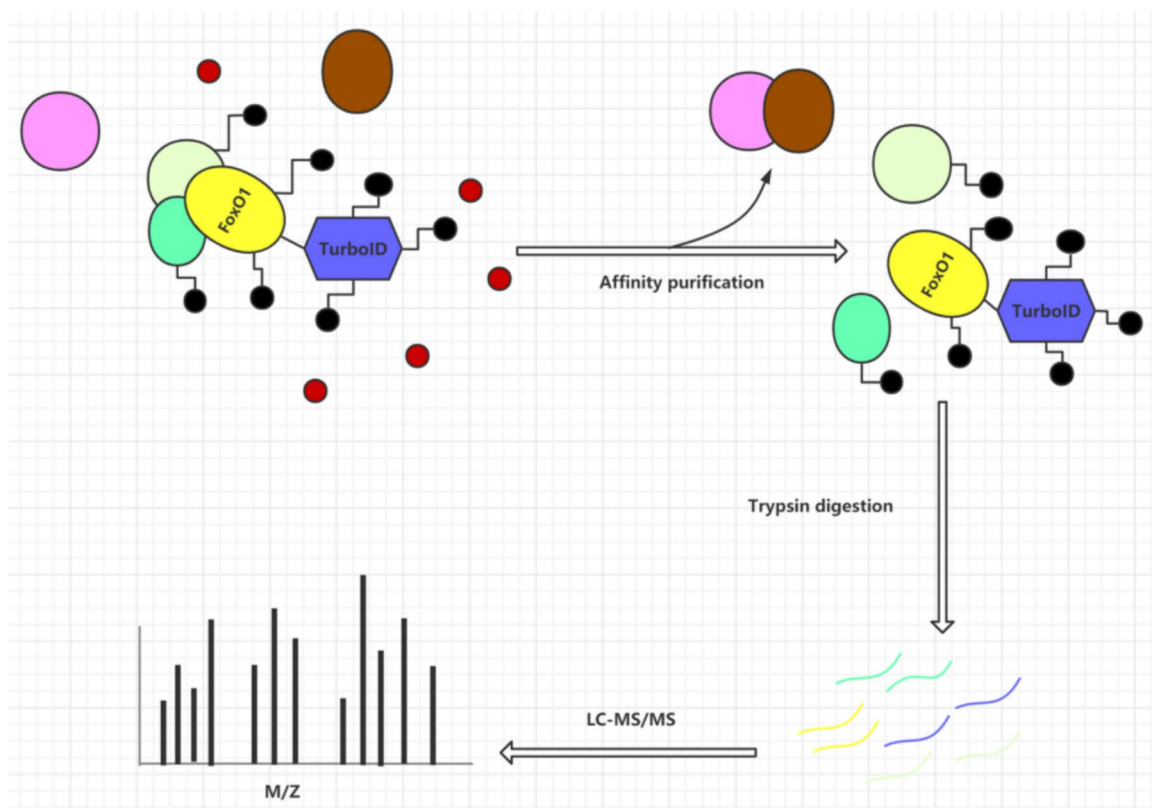 FoxO1
TurboID
Affinity purification
FoxO1
TurboID
Trypsin digestion
LC-MS/MS
M/Z